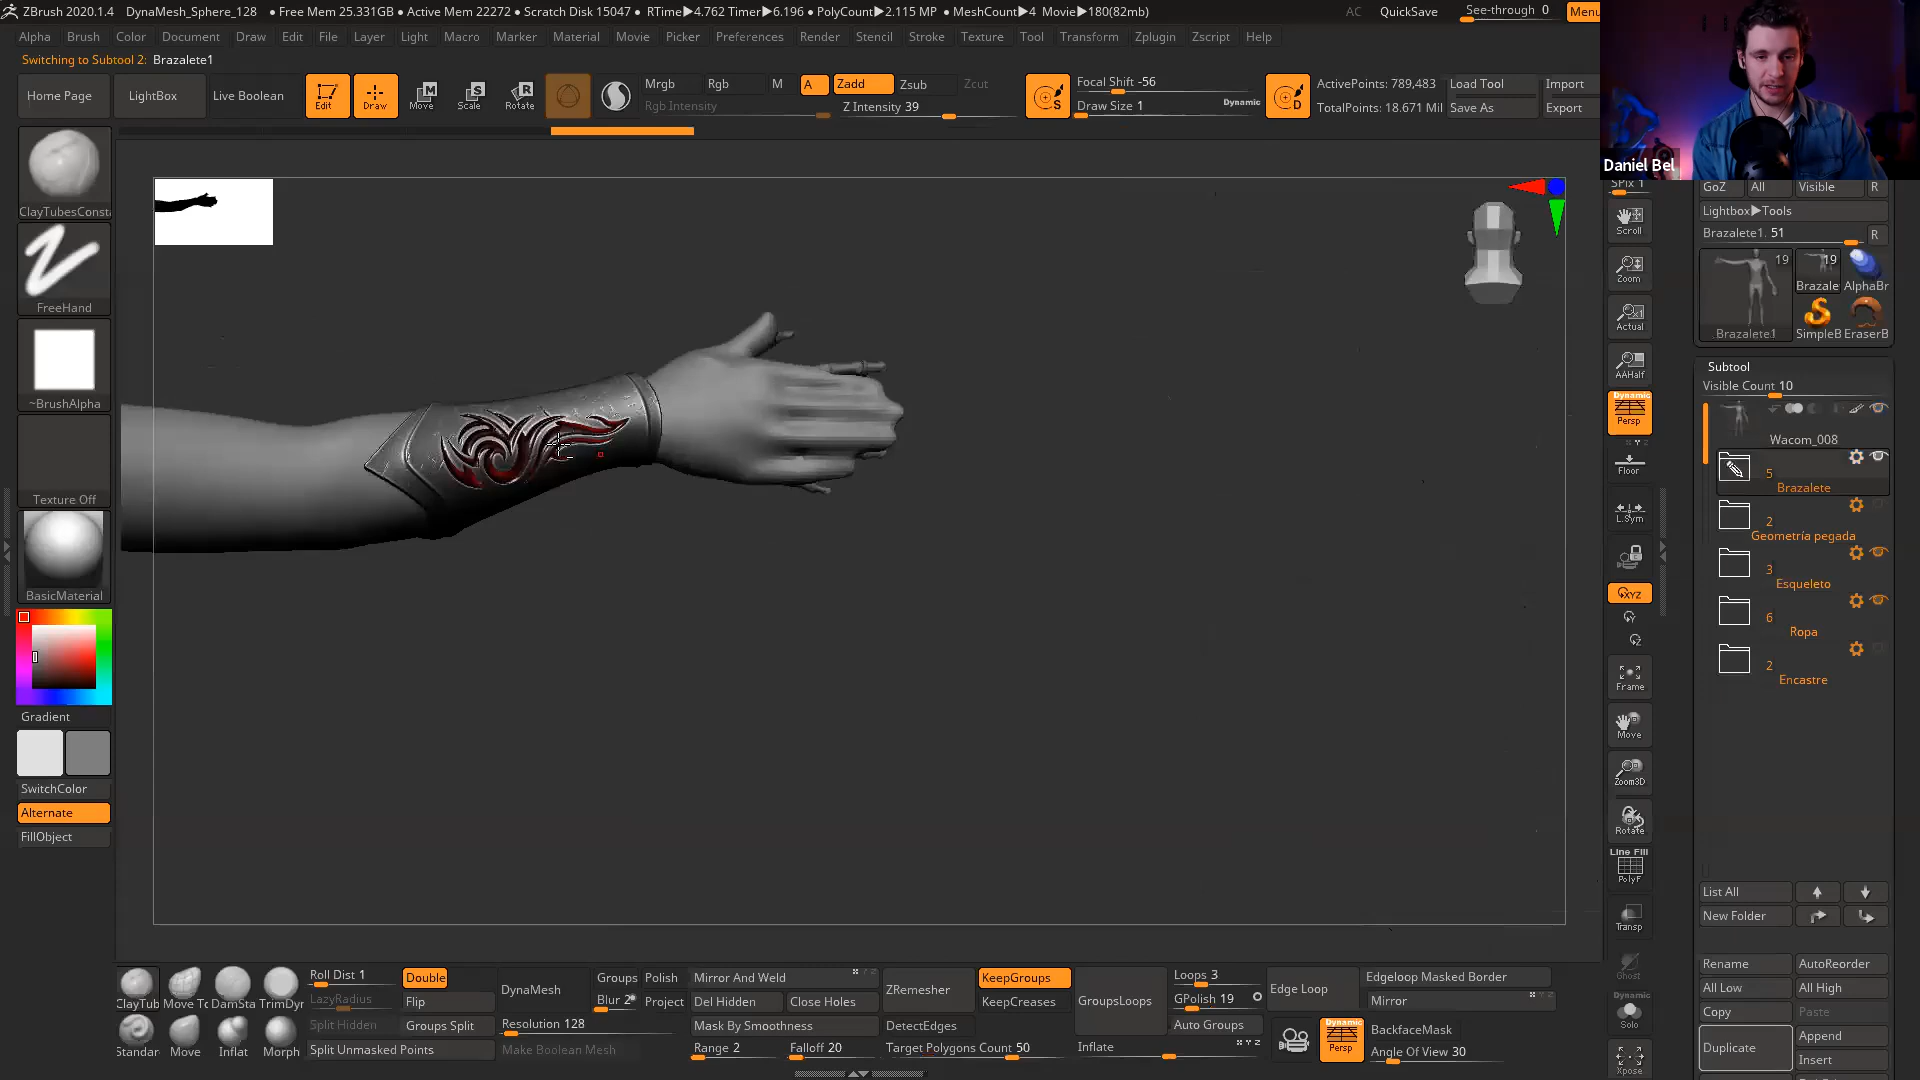 ZBrush 2020.1.4 DynaMesh_Sphere_128 • Free Mem 25.331GB • Active Mem 22272 • Scratch Disk 15047 • RTime▶4.762 Timer▶6.196 • PolyCount▶2.115 MP • MeshCount▶4 Movie▶180(82mb) AC QuickSave See-through 0 Menu
Alpha Brush Color Document Draw Edit File Layer Light Macro Marker Material Movie Picker Preferences Render Stencil Stroke Texture Tool Transform Zplugin Zscript Help
Switching to Subtool 2: Brazalete1
Home Page LightBox Live Boolean Edit Draw Move Scale Rotate
Mrgb Rgb M A Zadd Zsub Zcut
Rgb Intensity Z Intensity 39
Focal Shift -56
Draw Size 1 Dynamic
ActivePoints: 789,483 Load Tool Import
TotalPoints: 18.671 Mil Save As Export
Daniel Bel
ClayTubesConst
FreeHand
~BrushAlpha
Texture Off
BasicMaterial
Gradient
SwitchColor
Alternate
FillObject
SPix 1
Scroll
Zoom
Actual
AAHalf
Dynamic
Persp
Floor
L.Sym
XYZ
Y
Z
Frame
Move
Zoom3D
Rotate
Line Fill
PolyF
Transp
Ghost
Dynamic
Solo
Xpose
GoZ All Visible R
Lightbox▶Tools
Brazalete1. 51 R
19 19
Brazale AlphaBr
Brazalete1 SimpleB EraserB
Subtool
Visible Count 10
Wacom_008
5
Brazalete
2
Geometría pegada
3
Esqueleto
6
Ropa
2
Encastre
List All
New Folder
Rename AutoReorder
All Low All High
Copy Paste
Duplicate Append
Insert
ClayTub Move To DamSta TrimDyn
Standar Move Inflat Morph
Roll Dist 1 Double
LazyRadius Flip
Split Hidden Groups Split
Split Unmasked Points
DynaMesh Groups Polish
Blur 2 Project
Resolution 128
Make Boolean Mesh
Mirror And Weld
Del Hidden Close Holes
Mask By Smoothness
Range 2 Falloff 20
ZRemesher KeepGroups
KeepCreases
DetectEdges
Target Polygons Count 50
GroupsLoops
Loops 3
GPolish 19
Auto Groups
Inflate
Edge Loop Edgeloop Masked Border
Mirror
Dynamic
Persp
BackfaceMask
Angle Of View 30